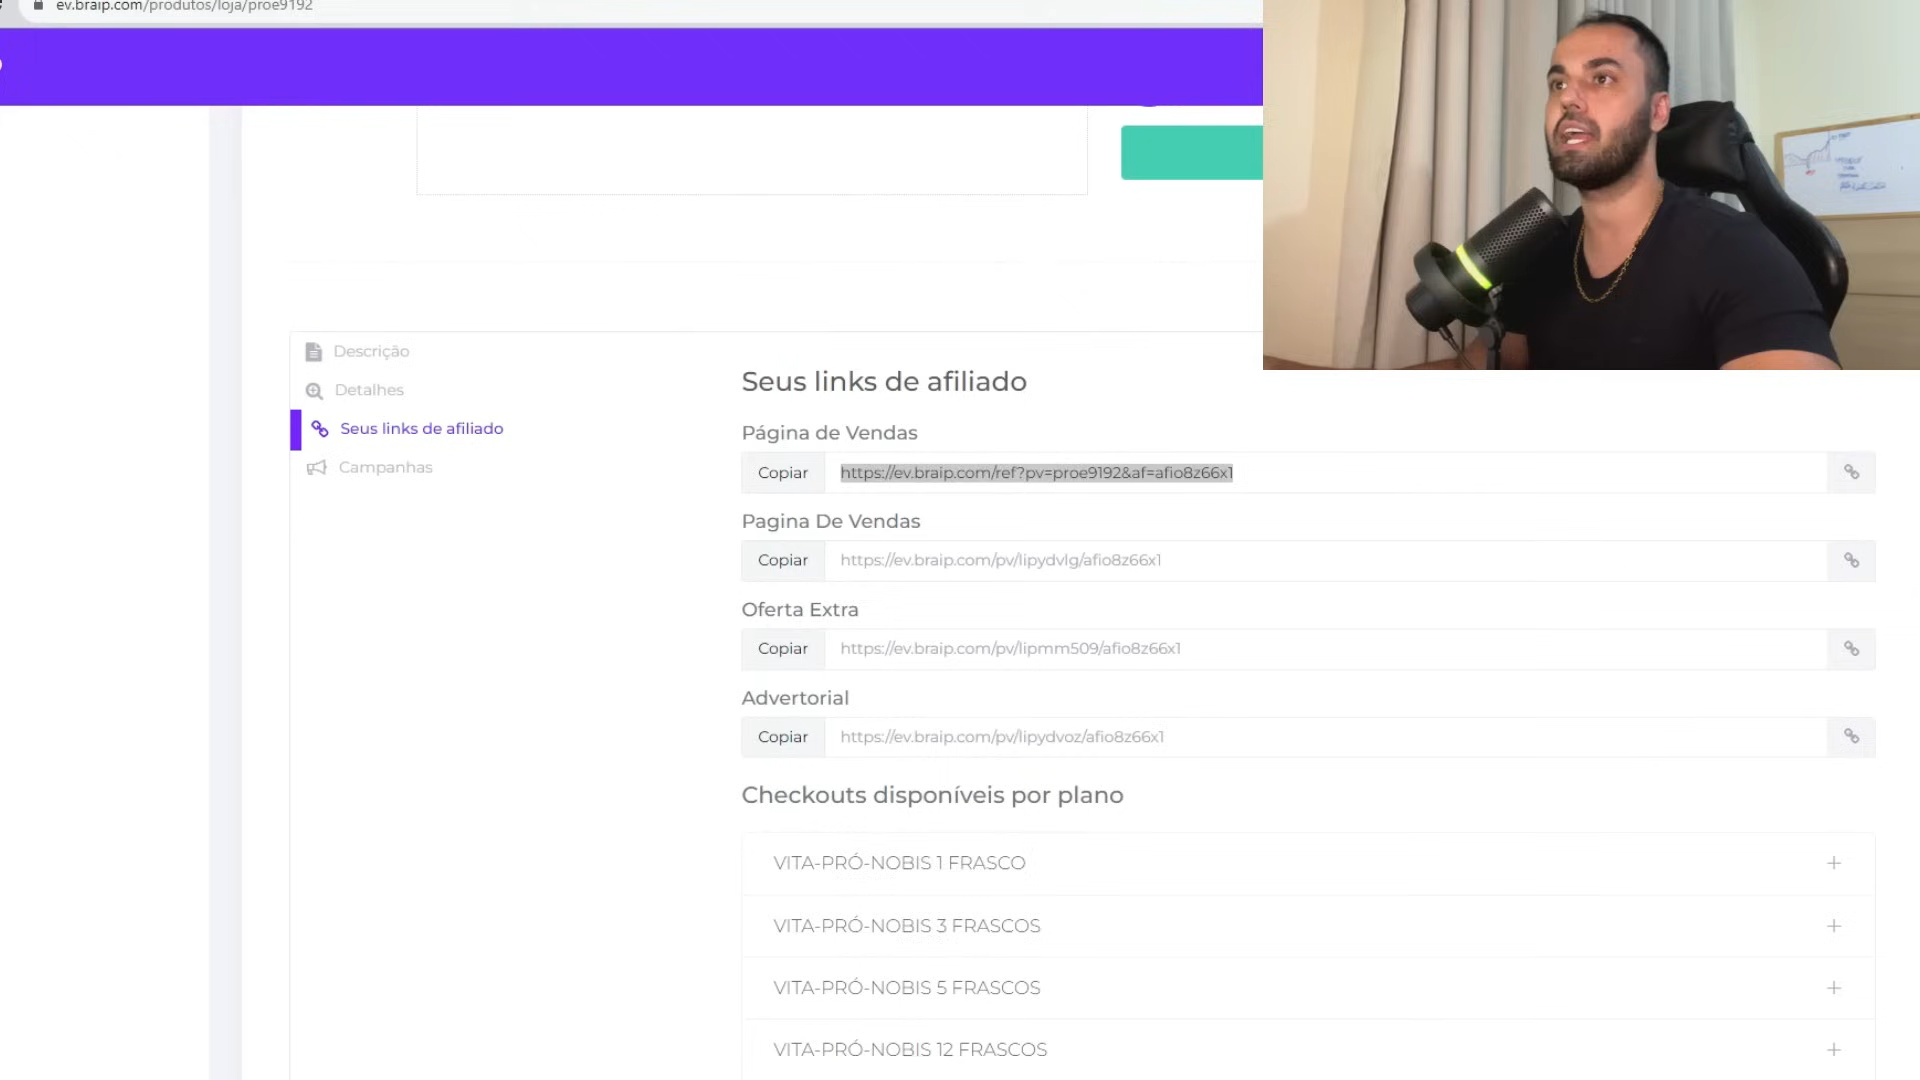 ev.braip.com/produtos/loja/proe9192
Descrição
Detalhes
Seus links de afiliado
Campanhas
Seus links de afiliado
Página de Vendas
Copiar https://ev.braip.com/ref?pv=proe9192&af=afio8z66x1
Pagina De Vendas
Copiar https://ev.braip.com/pv/lipydvlg/afio8z66x1
Oferta Extra
Copiar https://ev.braip.com/pv/lipmm509/afio8z66x1
Advertorial
Copiar https://ev.braip.com/pv/lipydvoz/afio8z66x1
Checkouts disponíveis por plano
VITA-PRÓ-NOBIS 1 FRASCO
VITA-PRÓ-NOBIS 3 FRASCOS
VITA-PRÓ-NOBIS 5 FRASCOS
VITA-PRÓ-NOBIS 12 FRASCOS